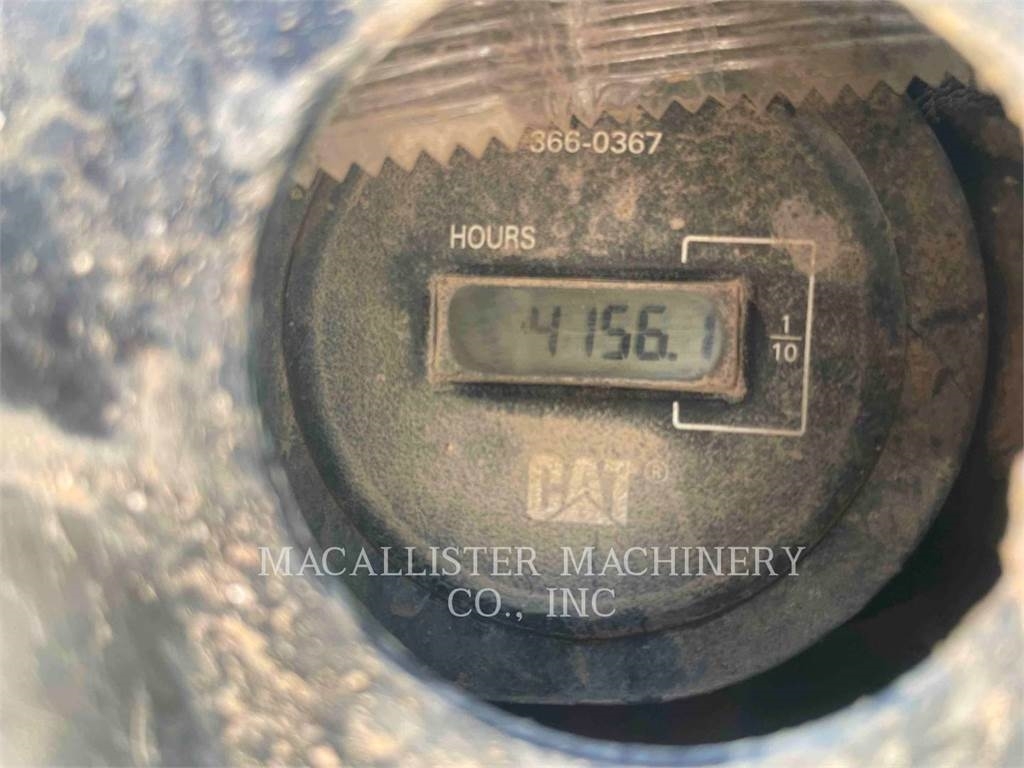 366-0367
HOURS
4156.1
1
10
CAT®
MACALLISTER MACHINERY
CO., INC